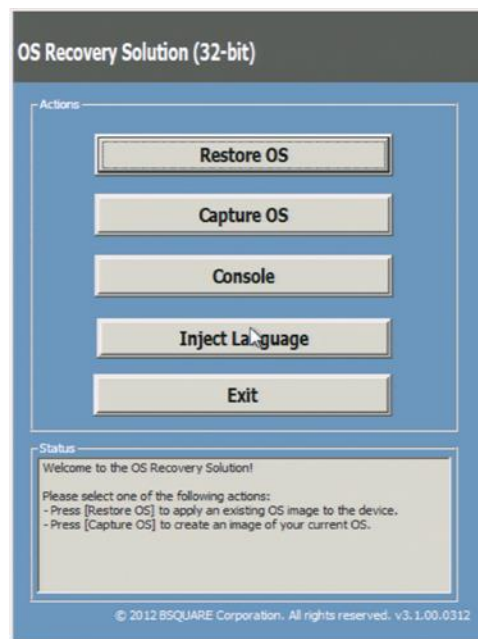 OS Recovery Solution (32-bit)
Actions
Restore OS
Capture OS
Console
Inject Language
Exit
Status
Welcome to the OS Recovery Solution!
Please select one of the following actions:
- Press [Restore OS] to apply an existing OS image to the device.
- Press [Capture OS] to create an image of your current OS.
© 2012 BSQUARE Corporation. All rights reserved. v3.1.00.0312